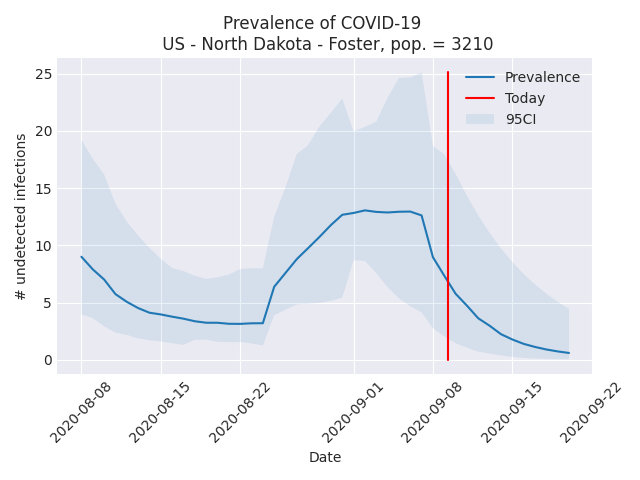 Prevalence of COVID-19
US - North Dakota - Foster, pop. = 3210
25
20
15
10
5
0
# undetected infections
Prevalence
Today
95CI
2020-08-08
2020-08-15
2020-08-22
2020-09-01
2020-09-08
2020-09-15
2020-09-22
Date